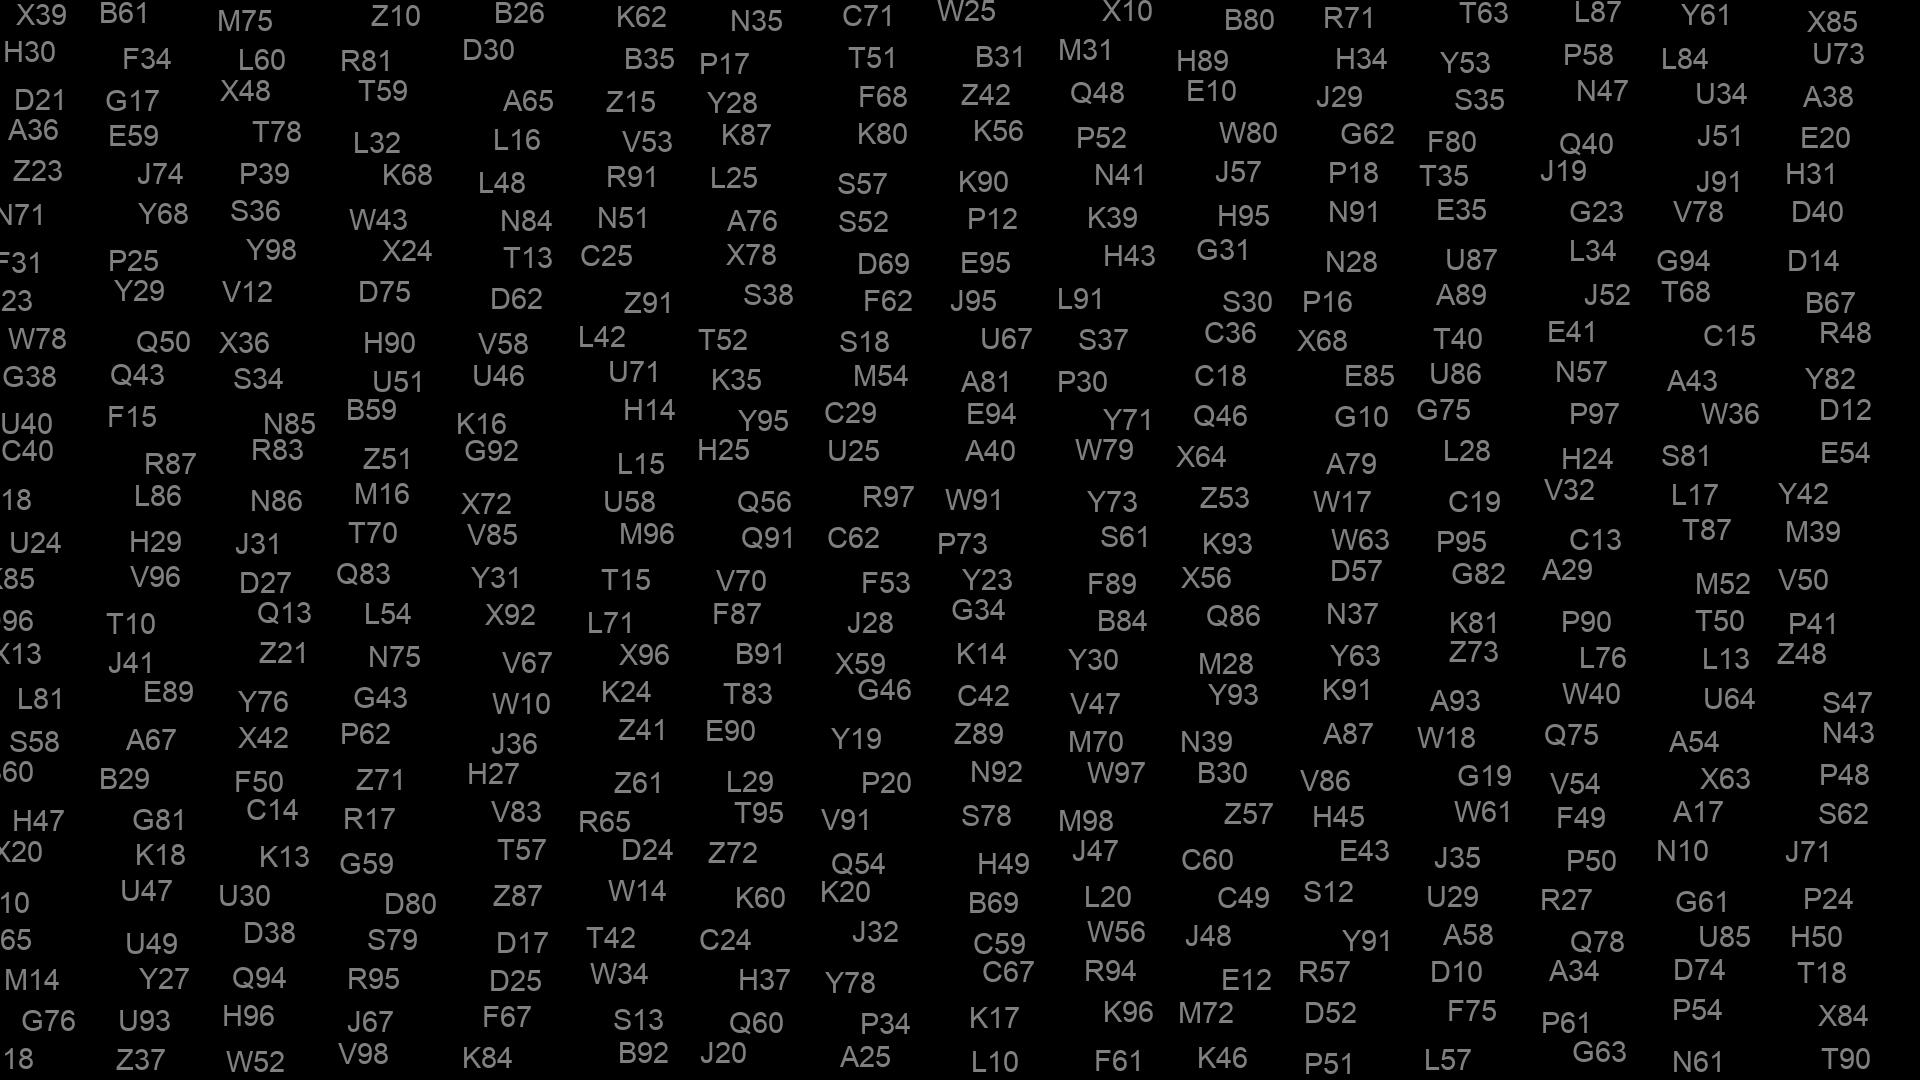 X39 B61 M75 Z10 B26 K62 N35 C71 W25 X10 B80 R71 T63 L87 Y61 X85
H30 F34 L60 R81 D30 B35 P17 T51 B31 M31 H89 H34 Y53 P58 L84 U73
D21 G17 X48 T59 A65 Z15 Y28 F68 Z42 Q48 E10 J29 S35 N47 U34 A38
A36 E59 T78 L32 L16 V53 K87 K80 K56 P52 W80 G62 F80 Q40 J51 E20
Z23 J74 P39 K68 L48 R91 L25 S57 K90 N41 J57 P18 T35 J19 J91 H31
N71 Y68 S36 W43 N84 N51 A76 S52 P12 K39 H95 N91 E35 G23 V78 D40
F31 P25 Y98 X24 T13 C25 X78 D69 E95 H43 G31 N28 U87 L34 G94 D14
23 Y29 V12 D75 D62 Z91 S38 F62 J95 L91 S30 P16 A89 J52 T68 B67
W78 Q50 X36 H90 V58 L42 T52 S18 U67 S37 C36 X68 T40 E41 C15 R48
G38 Q43 S34 U51 U46 U71 K35 M54 A81 P30 C18 E85 U86 N57 A43 Y82
U40 F15 N85 B59 K16 H14 Y95 C29 E94 Y71 Q46 G10 G75 P97 W36 D12
C40 R87 R83 Z51 G92 L15 H25 U25 A40 W79 X64 A79 L28 H24 S81 E54
18 L86 N86 M16 X72 U58 Q56 R97 W91 Y73 Z53 W17 C19 V32 L17 Y42
U24 H29 J31 T70 V85 M96 Q91 C62 P73 S61 K93 W63 P95 C13 T87 M39
85 V96 D27 Q83 Y31 T15 V70 F53 Y23 F89 X56 D57 G82 A29 M52 V50
96 T10 Q13 L54 X92 L71 F87 J28 G34 B84 Q86 N37 K81 P90 T50 P41
X13 J41 Z21 N75 V67 X96 B91 X59 K14 Y30 M28 Y63 Z73 L76 L13 Z48
L81 E89 Y76 G43 W10 K24 T83 G46 C42 V47 Y93 K91 A93 W40 U64 S47
S58 A67 X42 P62 J36 Z41 E90 Y19 Z89 M70 N39 A87 W18 Q75 A54 N43
60 B29 F50 Z71 H27 Z61 L29 P20 N92 W97 B30 V86 G19 V54 X63 P48
H47 G81 C14 R17 V83 R65 T95 V91 S78 M98 Z57 H45 W61 F49 A17 S62
X20 K18 K13 G59 T57 D24 Z72 Q54 H49 J47 C60 E43 J35 P50 N10 J71
10 U47 U30 D80 Z87 W14 K60 K20 B69 L20 C49 S12 U29 R27 G61 P24
65 U49 D38 S79 D17 T42 C24 J32 C59 W56 J48 Y91 A58 Q78 U85 H50
M14 Y27 Q94 R95 D25 W34 H37 Y78 C67 R94 E12 R57 D10 A34 D74 T18
G76 U93 H96 J67 F67 S13 Q60 P34 K17 K96 M72 D52 F75 P61 P54 X84
18 Z37 W52 V98 K84 B92 J20 A25 L10 F61 K46 P51 L57 G63 N61 T90